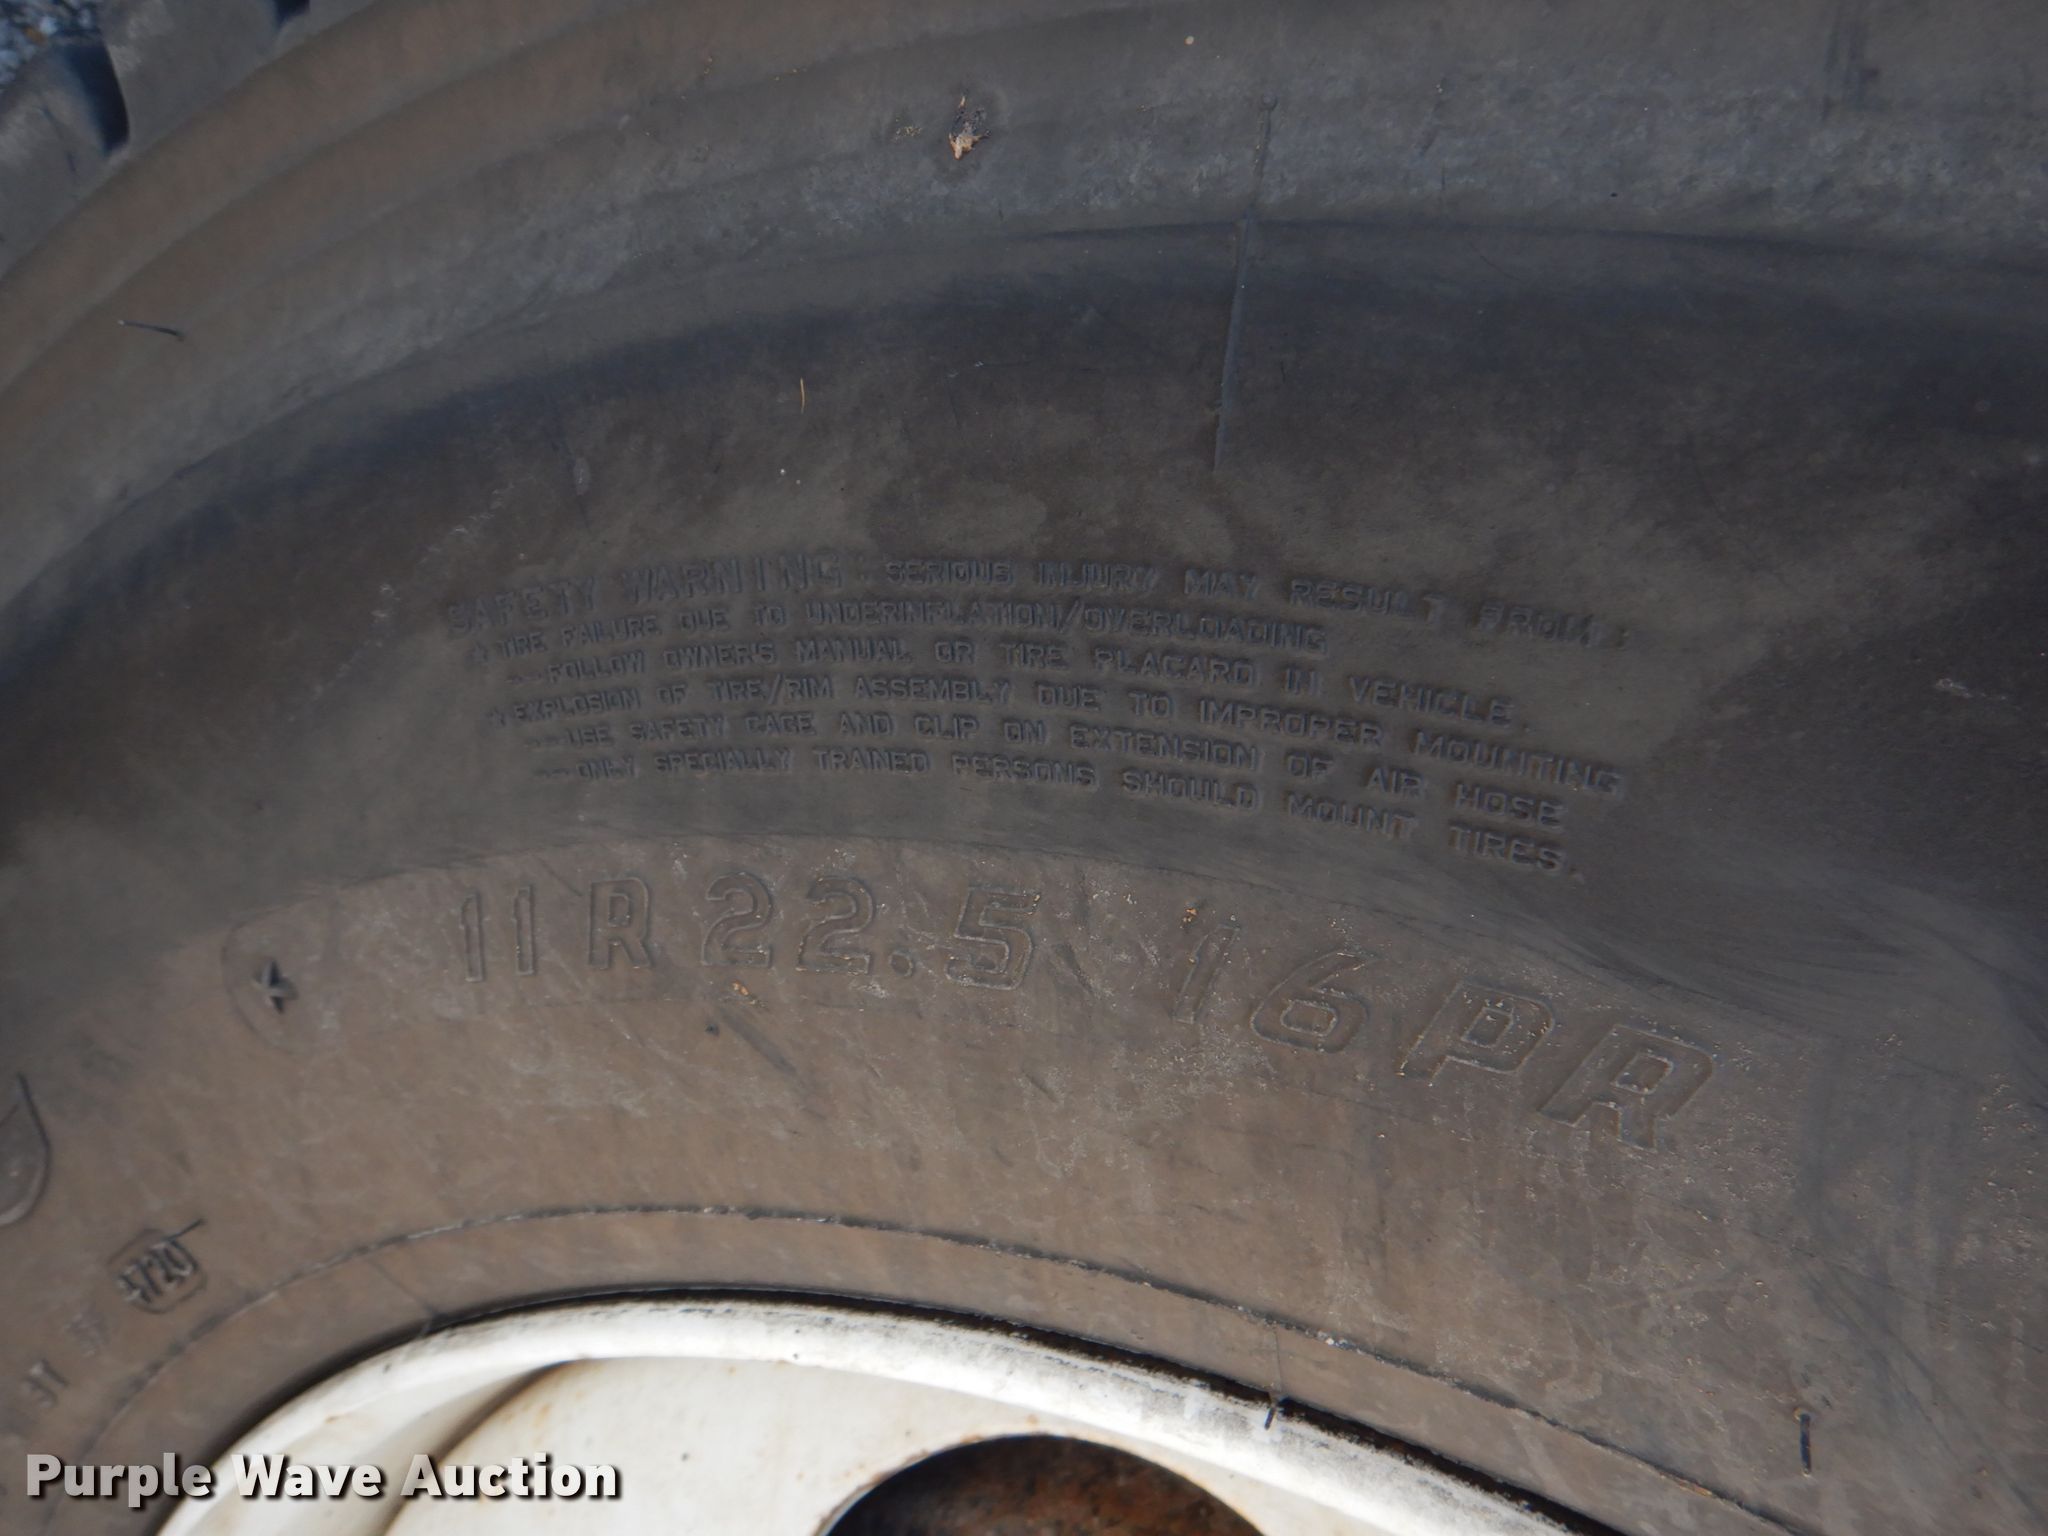 SAFETY WARNING: SERIOUS INJURY MAY RESULT FROM:
★ TIRE FAILURE DUE TO UNDERINFLATION/OVERLOADING
--FOLLOW OWNER'S MANUAL OR TIRE PLACARD IN VEHICLE.
★ EXPLOSION OF TIRE/RIM ASSEMBLY DUE TO IMPROPER MOUNTING
--USE SAFETY CAGE AND CLIP ON EXTENSION OF AIR HOSE
--ONLY SPECIALLY TRAINED PERSONS SHOULD MOUNT TIRES.
★ 11R22.5 16PR
4720
Purple Wave Auction